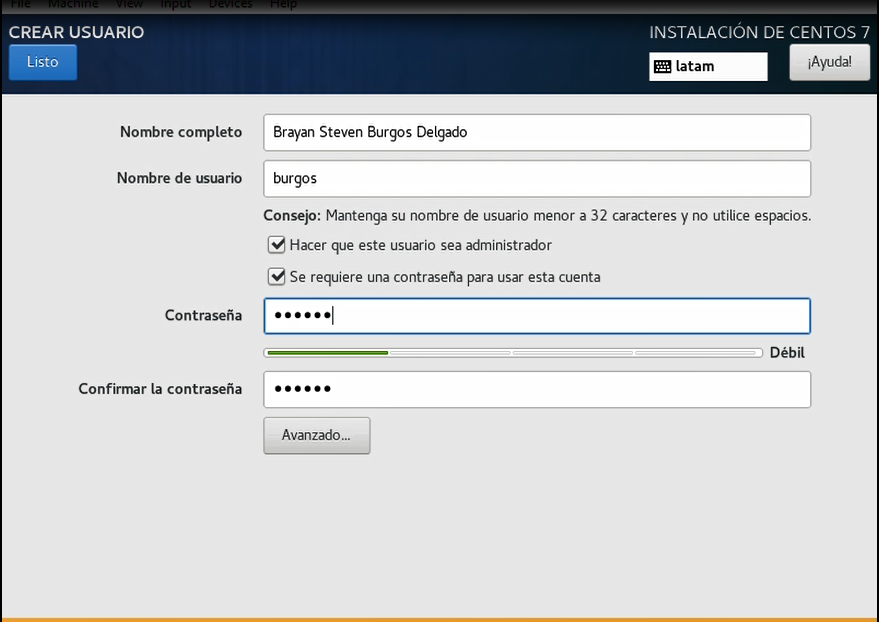 File Machine View Input Devices Help
CREAR USUARIO
INSTALACIÓN DE CENTOS 7
Listo
latam
¡Ayuda!
Nombre completo
Brayan Steven Burgos Delgado
Nombre de usuario
burgos
Consejo: Mantenga su nombre de usuario menor a 32 caracteres y no utilice espacios.
Hacer que este usuario sea administrador
Se requiere una contraseña para usar esta cuenta
Contraseña
●●●●●●
Débil
Confirmar la contraseña
●●●●●●
Avanzado...